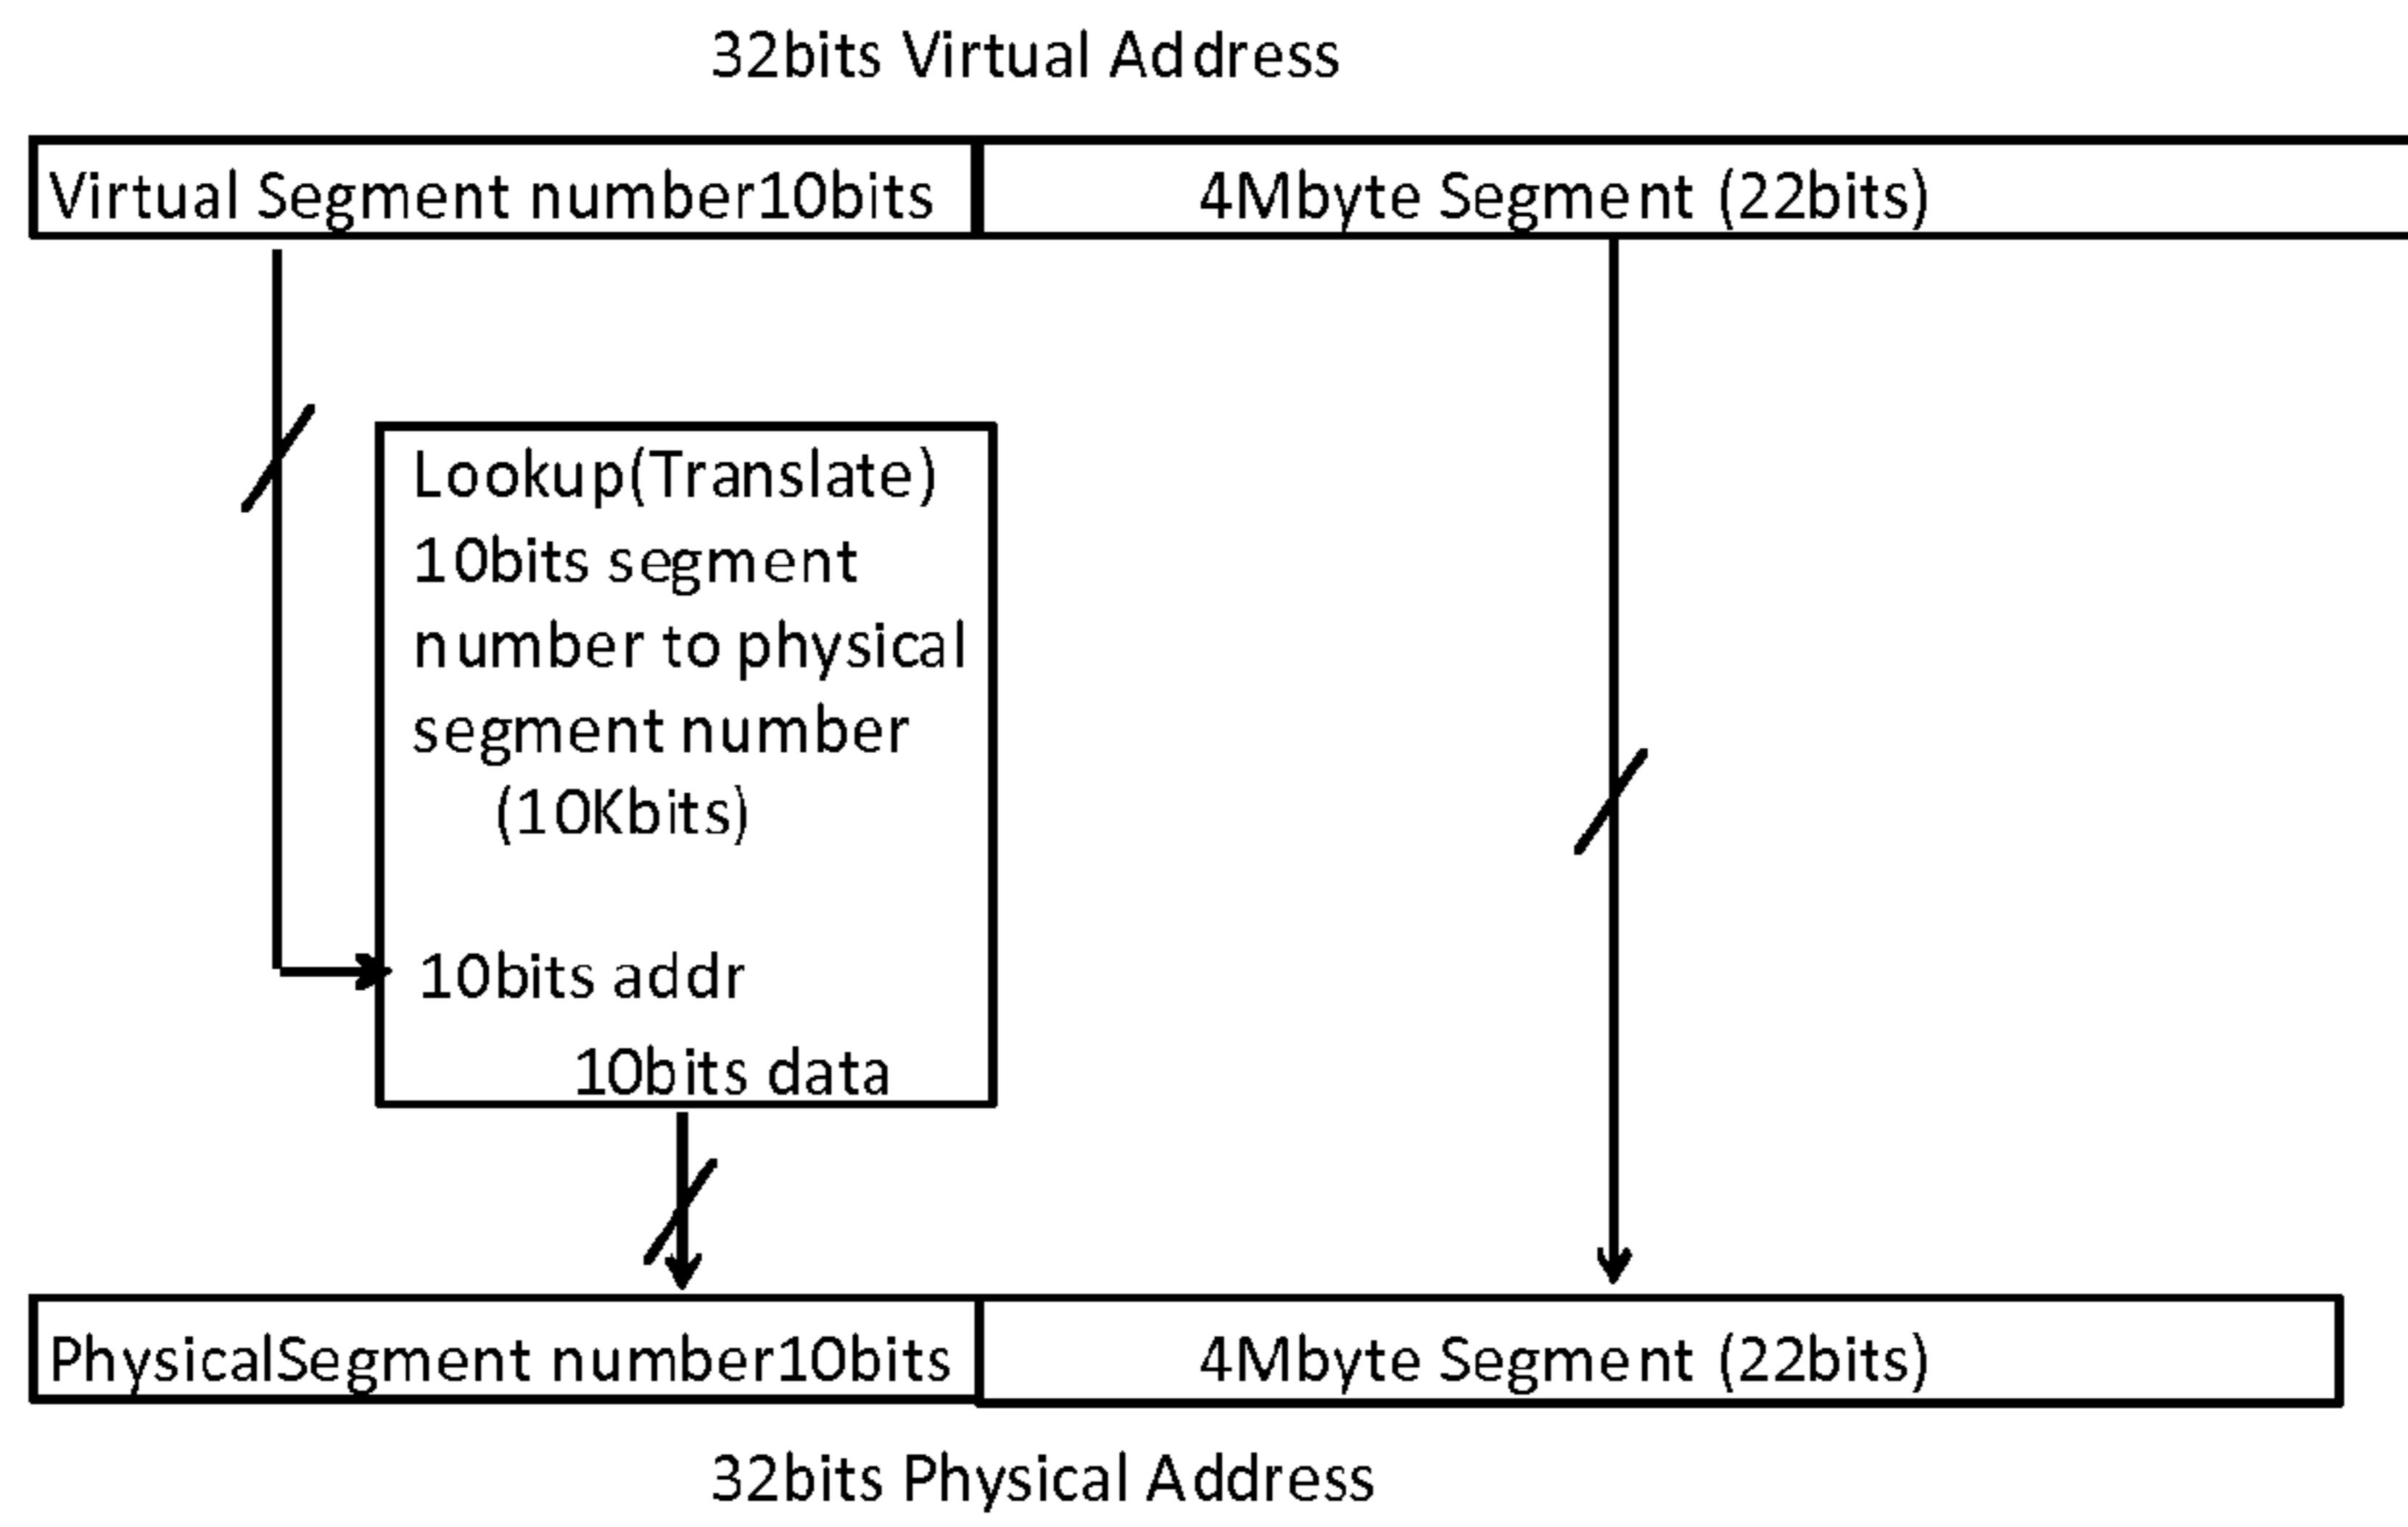 32bits Virtual Address
Virtual Segment number10bits
4Mbyte Segment (22bits)
Lookup(Translate)
10bits segment
number to physical
segment number
(10Kbits)
10bits addr
10bits data
PhysicalSegment number10bits
4Mbyte Segment (22bits)
32bits Physical Address